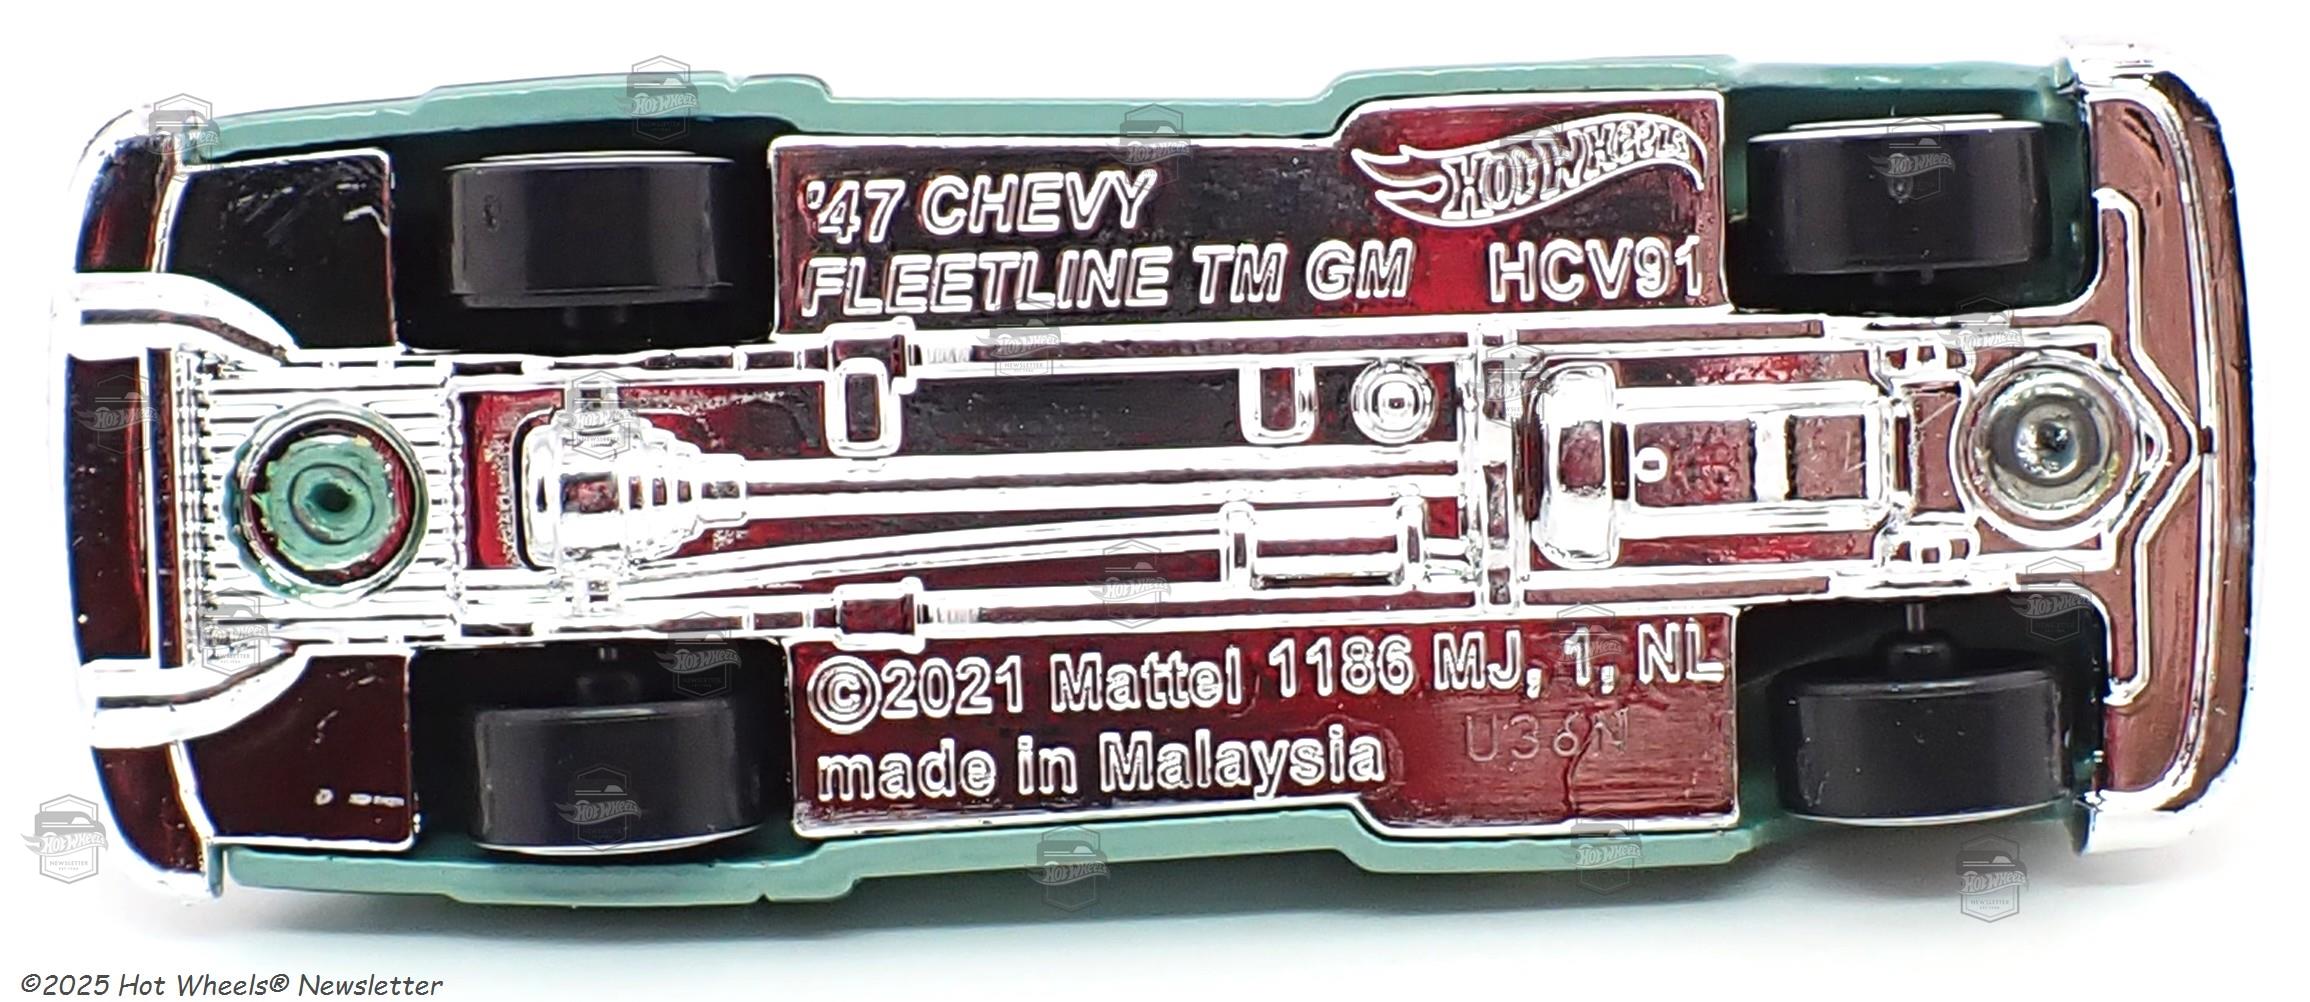 '47 CHEVY
FLEETLINE TM GM HCV91
HOT WHEELS
©2021 Mattel 1186 MJ, 1, NL
made in Malaysia
U36N
©2025 Hot Wheels® Newsletter